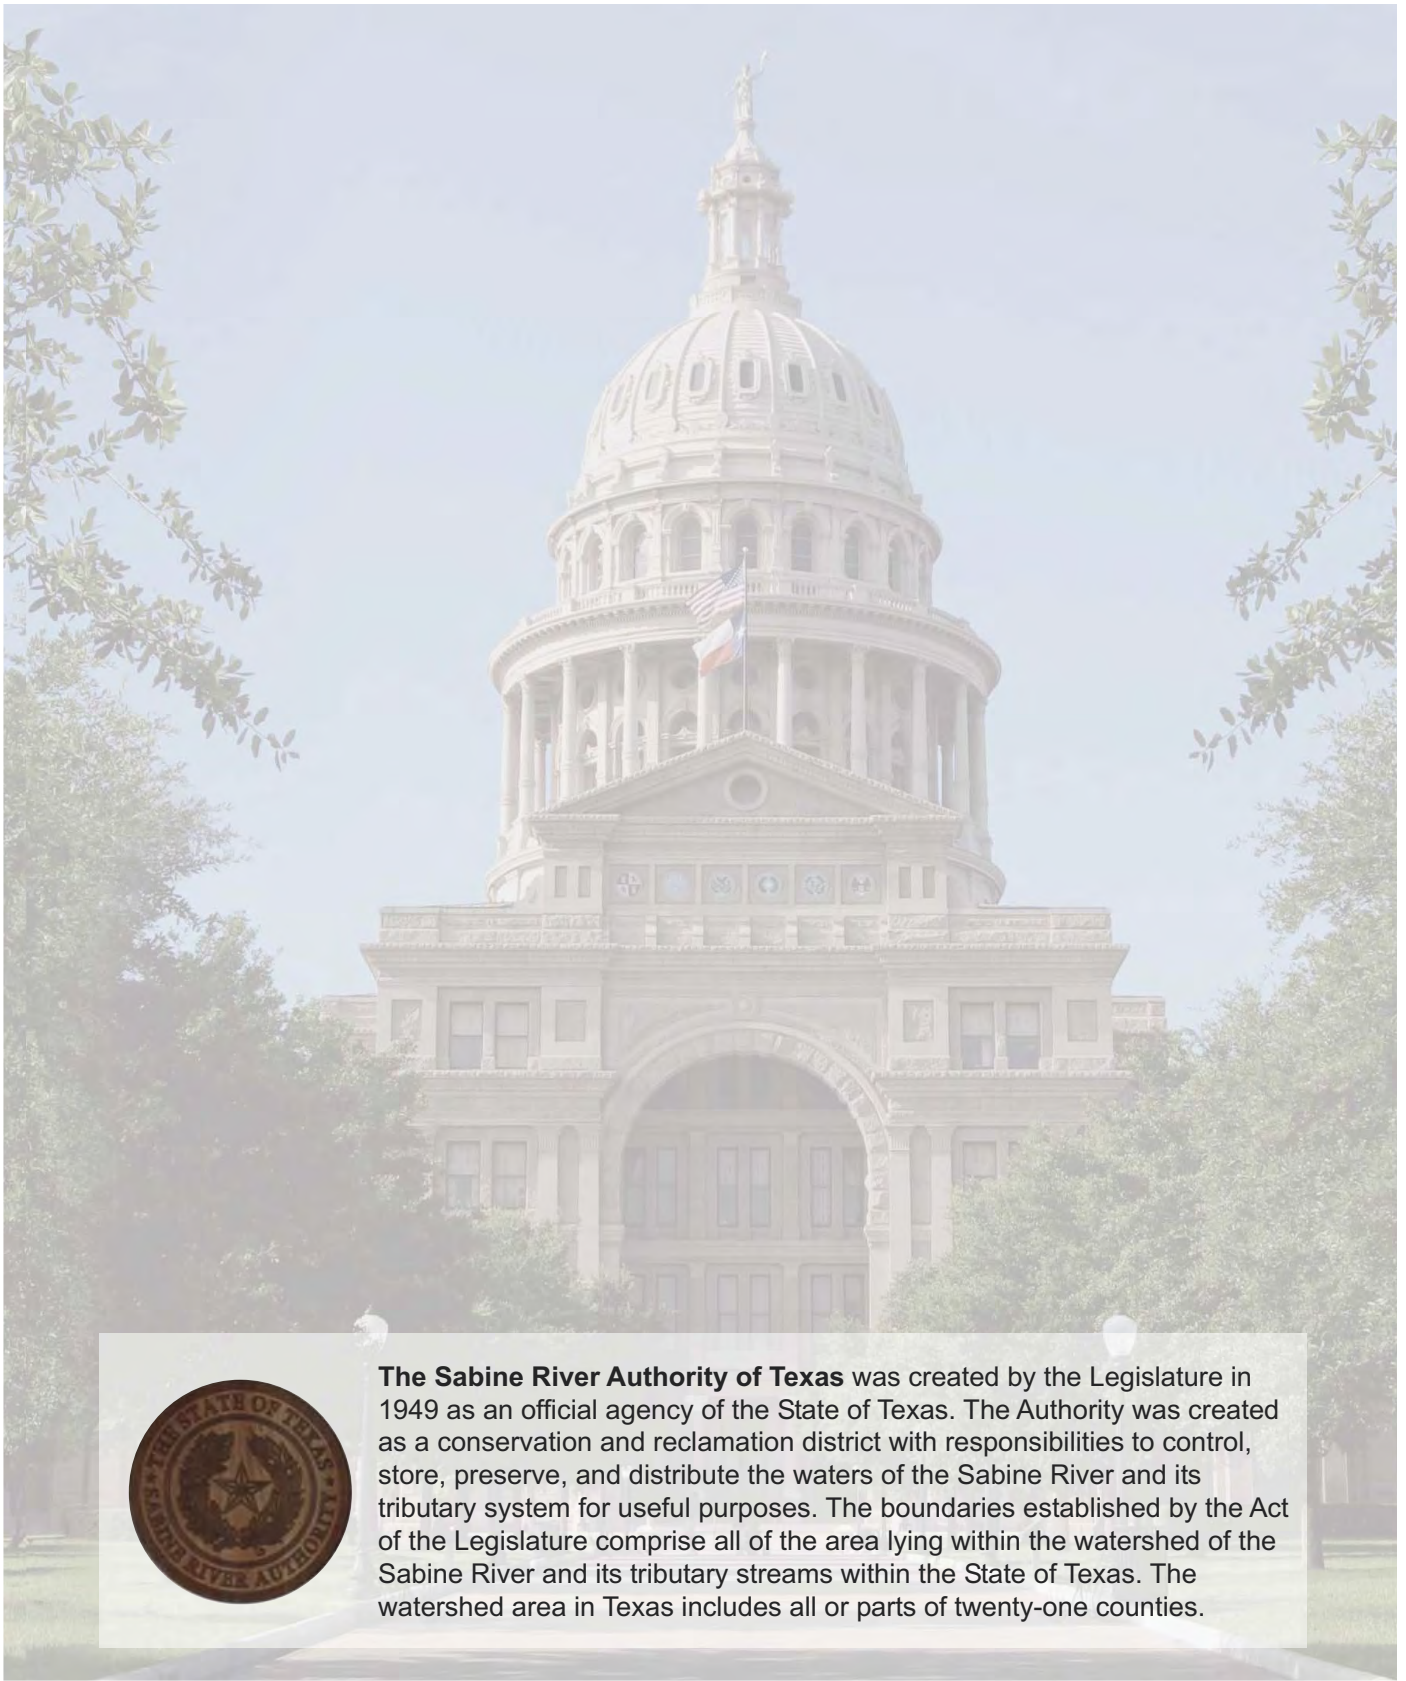 The Sabine River Authority of Texas was created by the Legislature in
1949 as an official agency of the State of Texas. The Authority was created
as a conservation and reclamation district with responsibilities to control,
store, preserve, and distribute the waters of the Sabine River and its
tributary system for useful purposes. The boundaries established by the Act
of the Legislature comprise all of the area lying within the watershed of the
Sabine River and its tributary streams within the State of Texas. The
watershed area in Texas includes all or parts of twenty-one counties.
THE STATE OF TEXAS
SABINE RIVER AUTHORITY